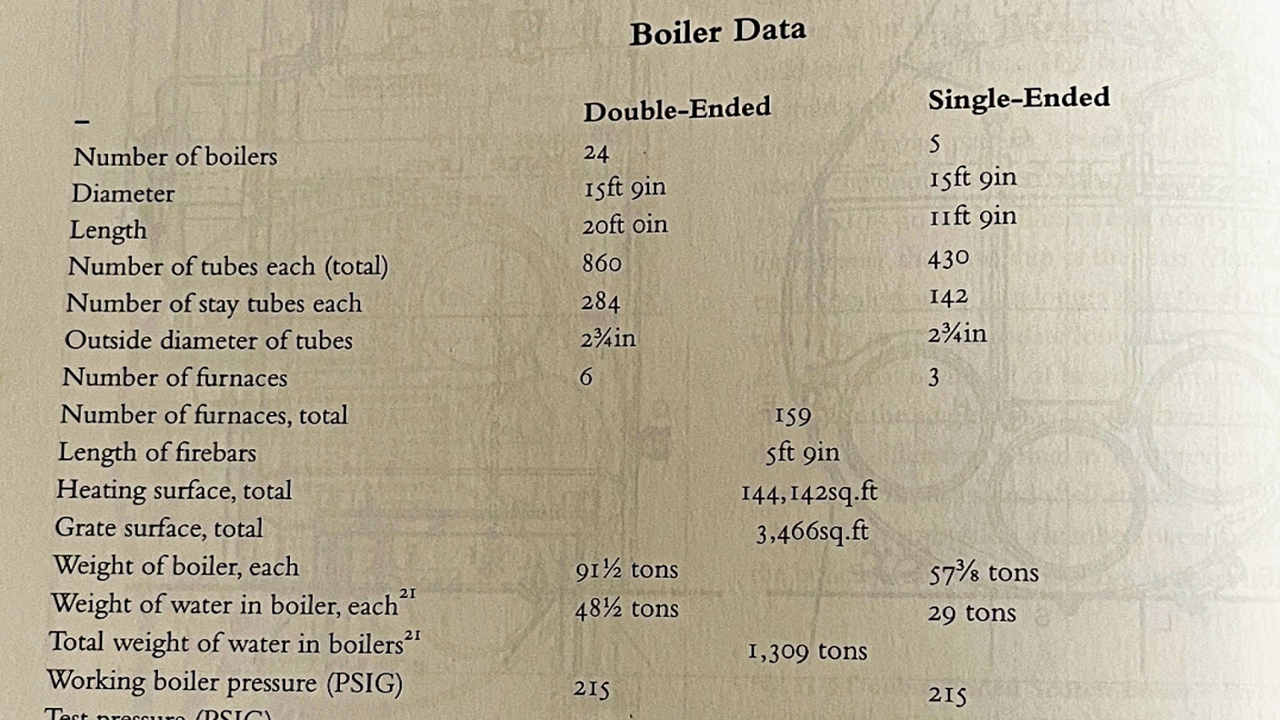 Boiler Data
– Double-Ended Single-Ended
Number of boilers 24 5
Diameter 15ft 9in 15ft 9in
Length 20ft 0in 11ft 9in
Number of tubes each (total) 860 430
Number of stay tubes each 284 142
Outside diameter of tubes 2¾in 2¾in
Number of furnaces 6 3
Number of furnaces, total 159
Length of firebars 5ft 9in
Heating surface, total 144,142sq.ft
Grate surface, total 3,466sq.ft
Weight of boiler, each 91½ tons 57⅜ tons
Weight of water in boiler, each²¹ 48½ tons 29 tons
Total weight of water in boilers²¹ 1,309 tons
Working boiler pressure (PSIG) 215 215
Test pressure (PSIG)